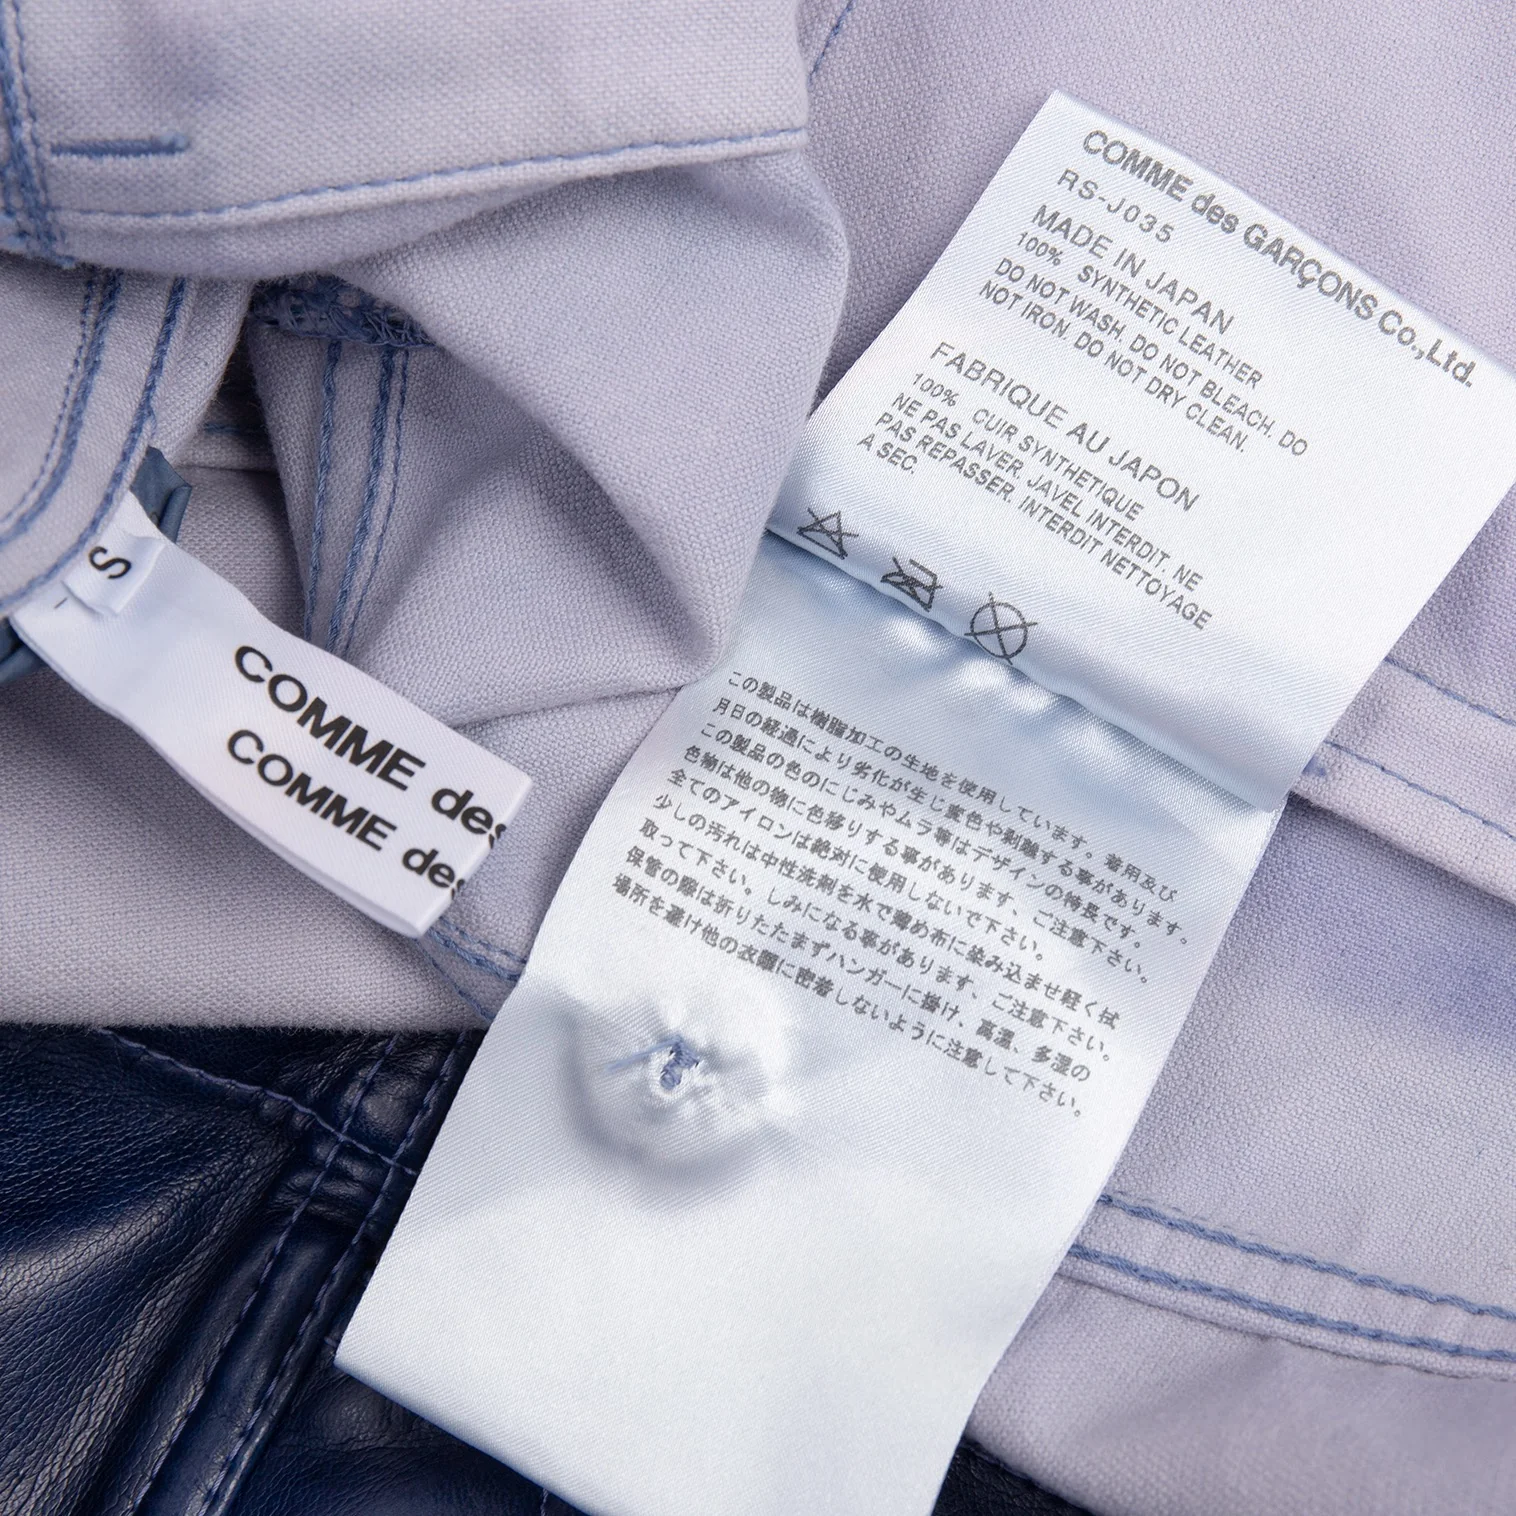 COMME des GARÇONS Co.,Ltd.
RS-J035
MADE IN JAPAN
100% SYNTHETIC LEATHER
DO NOT WASH. DO NOT BLEACH. DO
NOT IRON. DO NOT DRY CLEAN.
FABRIQUE AU JAPON
100% CUIR SYNTHETIQUE
NE PAS LAVER. JAVEL INTERDIT. NE
PAS REPASSER. INTERDIT NETTOYAGE
A SEC.
この製品は樹脂加工の生地を使用しています。着用及び
月日の経過により劣化が生じ変色や剥離する事があります。
この製品の色のにじみやムラ等はデザインの特長です。
色物は他の物に色移りする事があります、ご注意下さい。
全てのアイロンは絶対に使用しないで下さい。
少しの汚れは中性洗剤を水で薄め布に染み込ませ軽く拭
取って下さい。しみになる事があります、ご注意下さい。
保管の際は折りたたまずハンガーに掛け、高温、多湿の
場所を避け他の衣類に密着しないように注意して下さい。
S
COMME des
COMME des